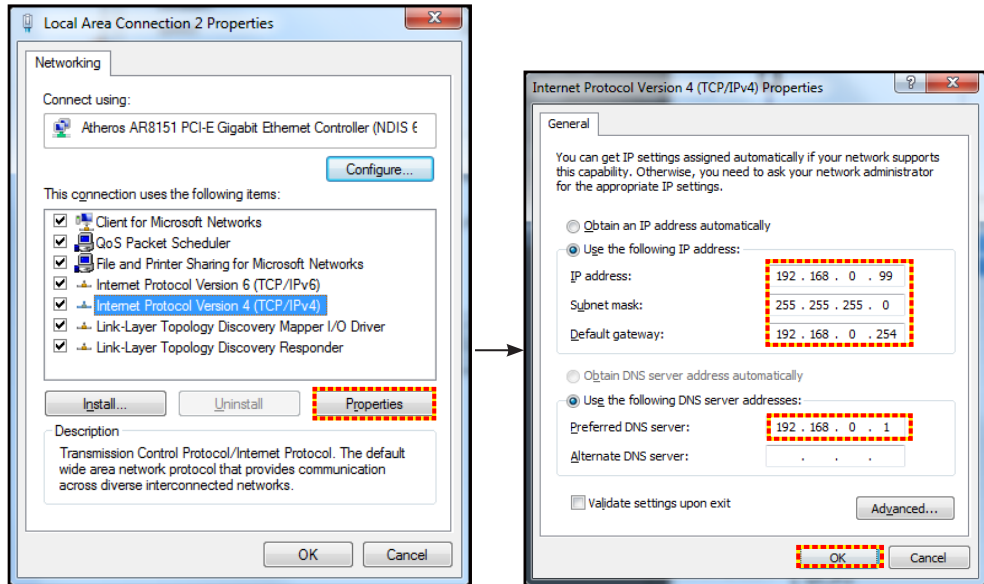 Local Area Connection 2 Properties
Networking
Connect using:
Atheros AR8151 PCI-E Gigabit Ethernet Controller (NDIS 6
Configure...
This connection uses the following items:
Client for Microsoft Networks
QoS Packet Scheduler
File and Printer Sharing for Microsoft Networks
Internet Protocol Version 6 (TCP/IPv6)
Internet Protocol Version 4 (TCP/IPv4)
Link-Layer Topology Discovery Mapper I/O Driver
Link-Layer Topology Discovery Responder
Install...
Uninstall
Properties
Description
Transmission Control Protocol/Internet Protocol. The default
wide area network protocol that provides communication
across diverse interconnected networks.
OK
Cancel
Internet Protocol Version 4 (TCP/IPv4) Properties
General
You can get IP settings assigned automatically if your network supports
this capability. Otherwise, you need to ask your network administrator
for the appropriate IP settings.
Obtain an IP address automatically
Use the following IP address:
IP address:
192 . 168 . 0 . 99
Subnet mask:
255 . 255 . 255 . 0
Default gateway:
192 . 168 . 0 . 254
Obtain DNS server address automatically
Use the following DNS server addresses:
Preferred DNS server:
192 . 168 . 0 . 1
Alternate DNS server:
. . .
Validate settings upon exit
Advanced...
OK
Cancel